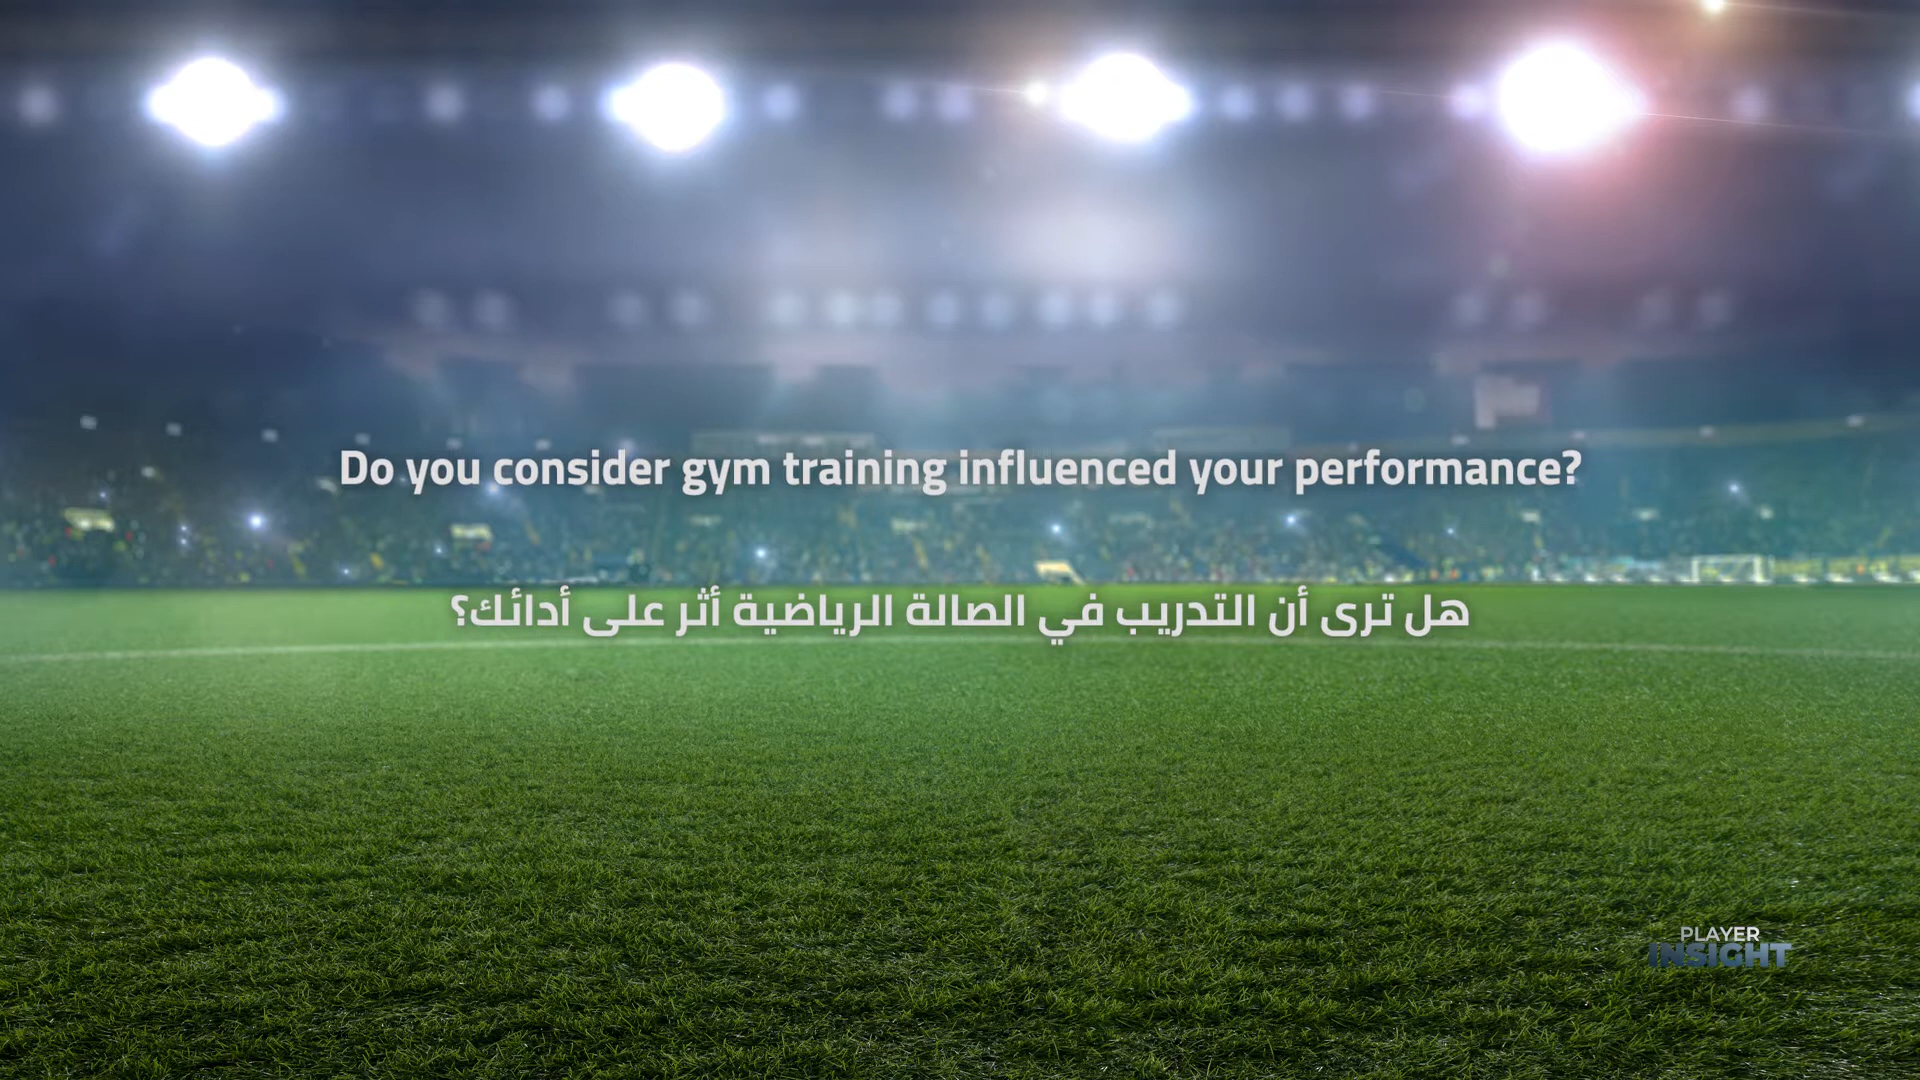 Do you consider gym training influenced your performance?
هل ترى أن التدريب في الصالة الرياضية أثر على أدائك؟
PLAYER
INSIGHT